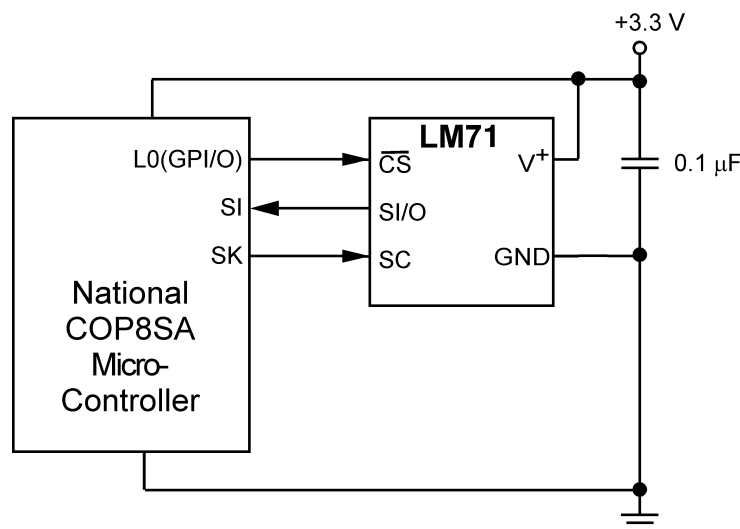 +3.3 V
LM71
L0(GPI/O)
CS
V+
0.1 μF
SI
SI/O
SK
SC
GND
National
COP8SA
Micro-
Controller